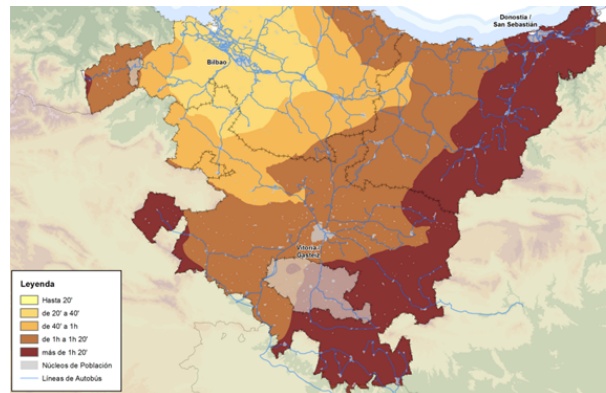 Donostia /
San Sebastián
Bilbao
Vitoria /
Gasteiz
Leyenda
Hasta 20'
de 20' a 40'
de 40' a 1h
de 1h a 1h 20'
más de 1h 20'
Núcleos de Población
Líneas de Autobús